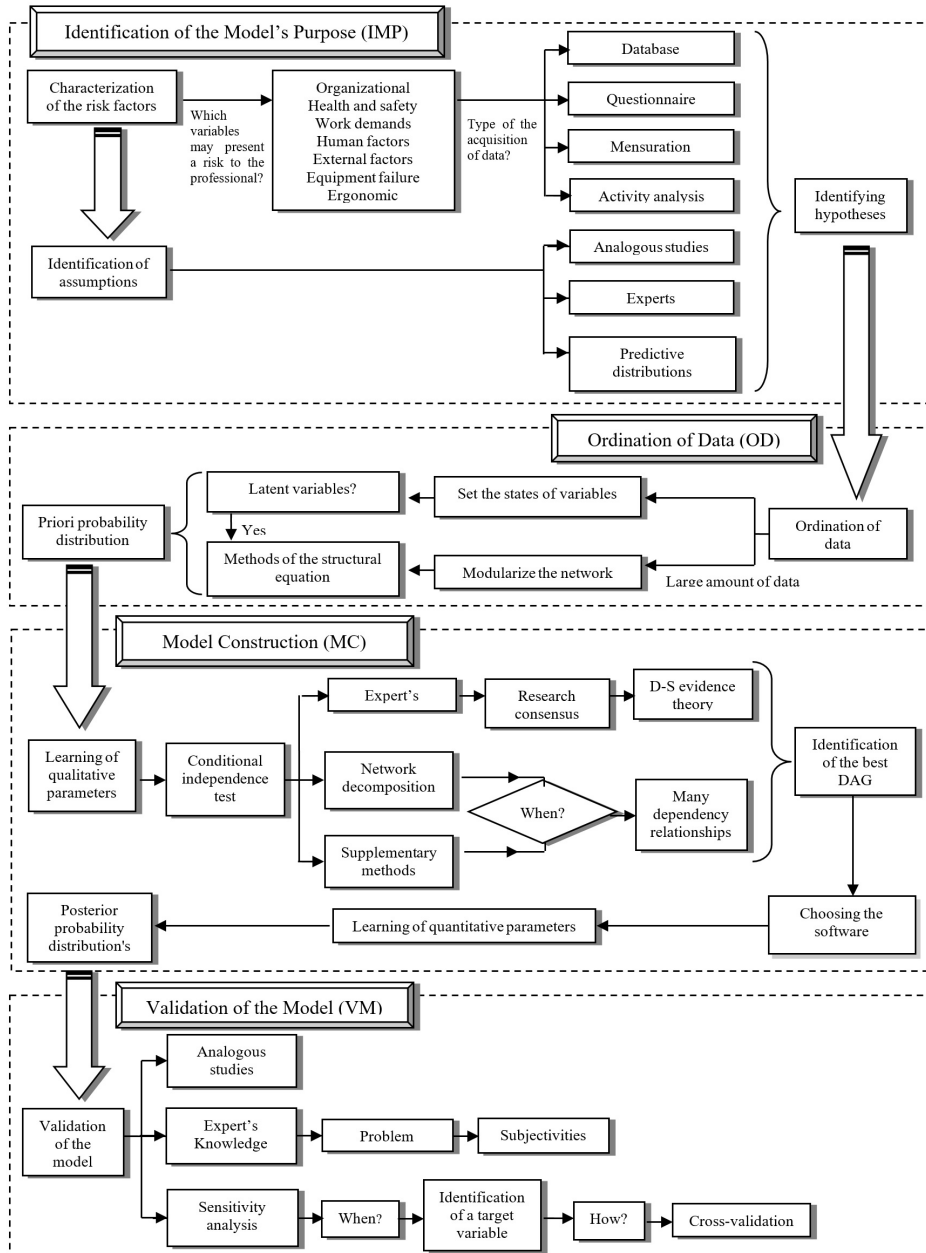 Identification of the Model's Purpose (IMP)
Characterization
of the risk factors
Which
variables
may present
a risk to the
professional?
Organizational
Health and safety
Work demands
Human factors
External factors
Equipment failure
Ergonomic
Type of the
acquisition
of data?
Database
Questionnaire
Mensuration
Activity analysis
Identifying
hypotheses
Identification of
assumptions
Analogous studies
Experts
Predictive
distributions
Ordination of Data (OD)
Priori probability
distribution
Latent variables?
Yes
Methods of the structural
equation
Set the states of variables
Modularize the network
Large amount of data
Ordination of
data
Model Construction (MC)
Learning of
qualitative
parameters
Conditional
independence
test
Expert's
Research
consensus
D-S evidence
theory
Network
decomposition
When?
Many
dependency
relationships
Supplementary
methods
Identification
of the best
DAG
Choosing the
software
Learning of quantitative parameters
Posterior
probability
distribution's
Validation of the Model (VM)
Validation
of the
model
Analogous
studies
Expert's
Knowledge
Problem
Subjectivities
Sensitivity
analysis
When?
Identification
of a target
variable
How?
Cross-validation